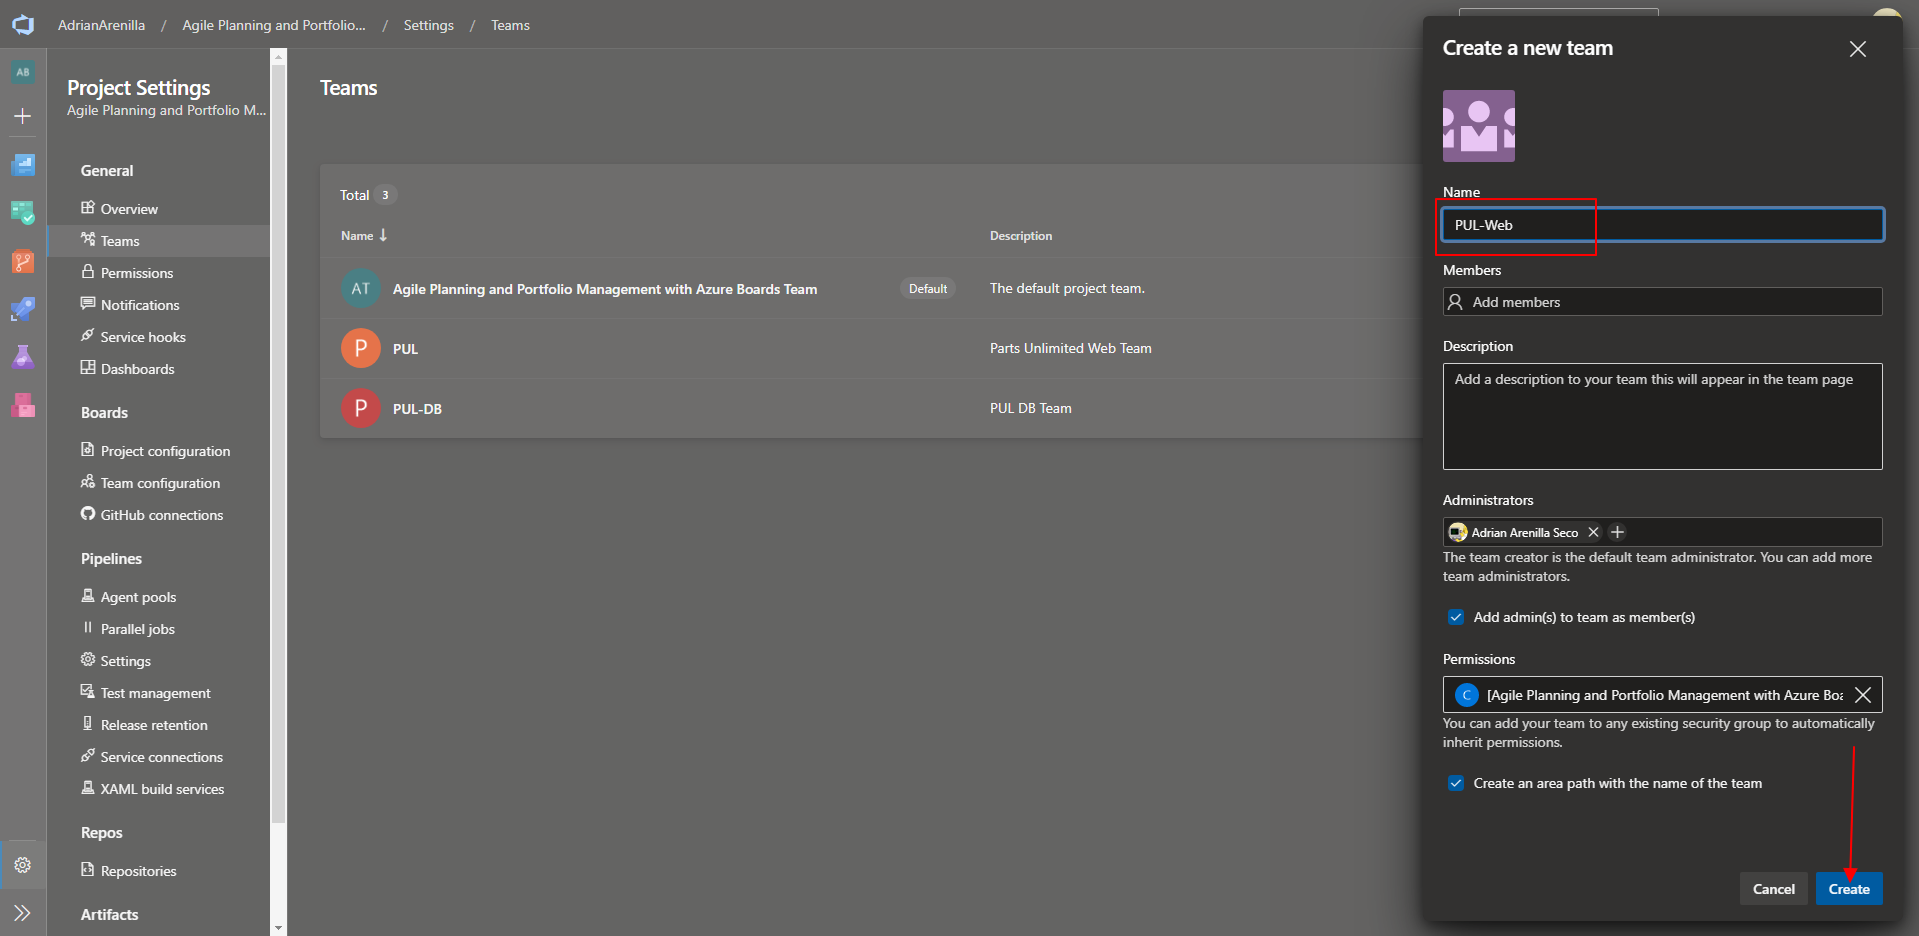 AdrianArenilla / Agile Planning and Portfolio... / Settings / Teams
AB
Project Settings
Agile Planning and Portfolio M...
General
Overview
Teams
Permissions
Notifications
Service hooks
Dashboards
Boards
Project configuration
Team configuration
GitHub connections
Pipelines
Agent pools
Parallel jobs
Settings
Test management
Release retention
Service connections
XAML build services
Repos
Repositories
Artifacts
Teams
Total 3
Name Description
AT Agile Planning and Portfolio Management with Azure Boards Team Default The default project team.
P PUL Parts Unlimited Web Team
P PUL-DB PUL DB Team
Create a new team
Name
PUL-Web
Members
Add members
Description
Add a description to your team this will appear in the team page
Administrators
Adrian Arenilla Seco
The team creator is the default team administrator. You can add more
team administrators.
Add admin(s) to team as member(s)
Permissions
C [Agile Planning and Portfolio Management with Azure Boa
You can add your team to any existing security group to automatically
inherit permissions.
Create an area path with the name of the team
Cancel Create